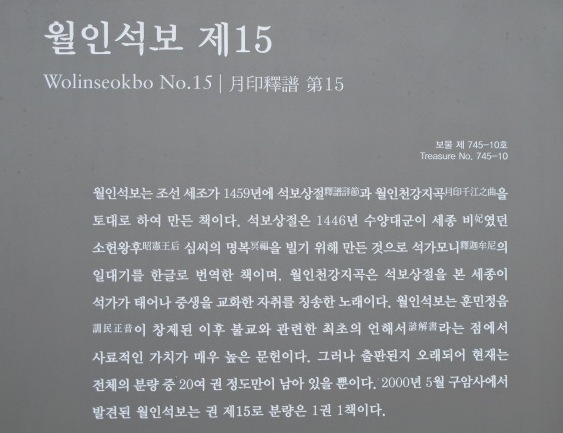 월인석보 제15
Wolinseokbo No.15 | 月印釋譜 第15
보물 제 745-10호
Treasure No. 745-10
월인석보는 조선 세조가 1459년에 석보상절釋譜詳節과 월인천강지곡月印千江之曲을
토대로 하여 만든 책이다. 석보상절은 1446년 수양대군이 세종 비妃였던
소헌왕후昭憲王后 심씨의 명복冥福을 빌기 위해 만든 것으로 석가모니釋迦牟尼의
일대기를 한글로 번역한 책이며, 월인천강지곡은 석보상절을 본 세종이
석가가 태어나 중생을 교화한 자취를 칭송한 노래이다. 월인석보는 훈민정음
訓民正音이 창제된 이후 불교와 관련한 최초의 언해서諺解書라는 점에서
사료적인 가치가 매우 높은 문헌이다. 그러나 출판된지 오래되어 현재는
전체의 분량 중 20여 권 정도만이 남아 있을 뿐이다. 2000년 5월 구암사에서
발견된 월인석보는 권 제15로 분량은 1권 1책이다.